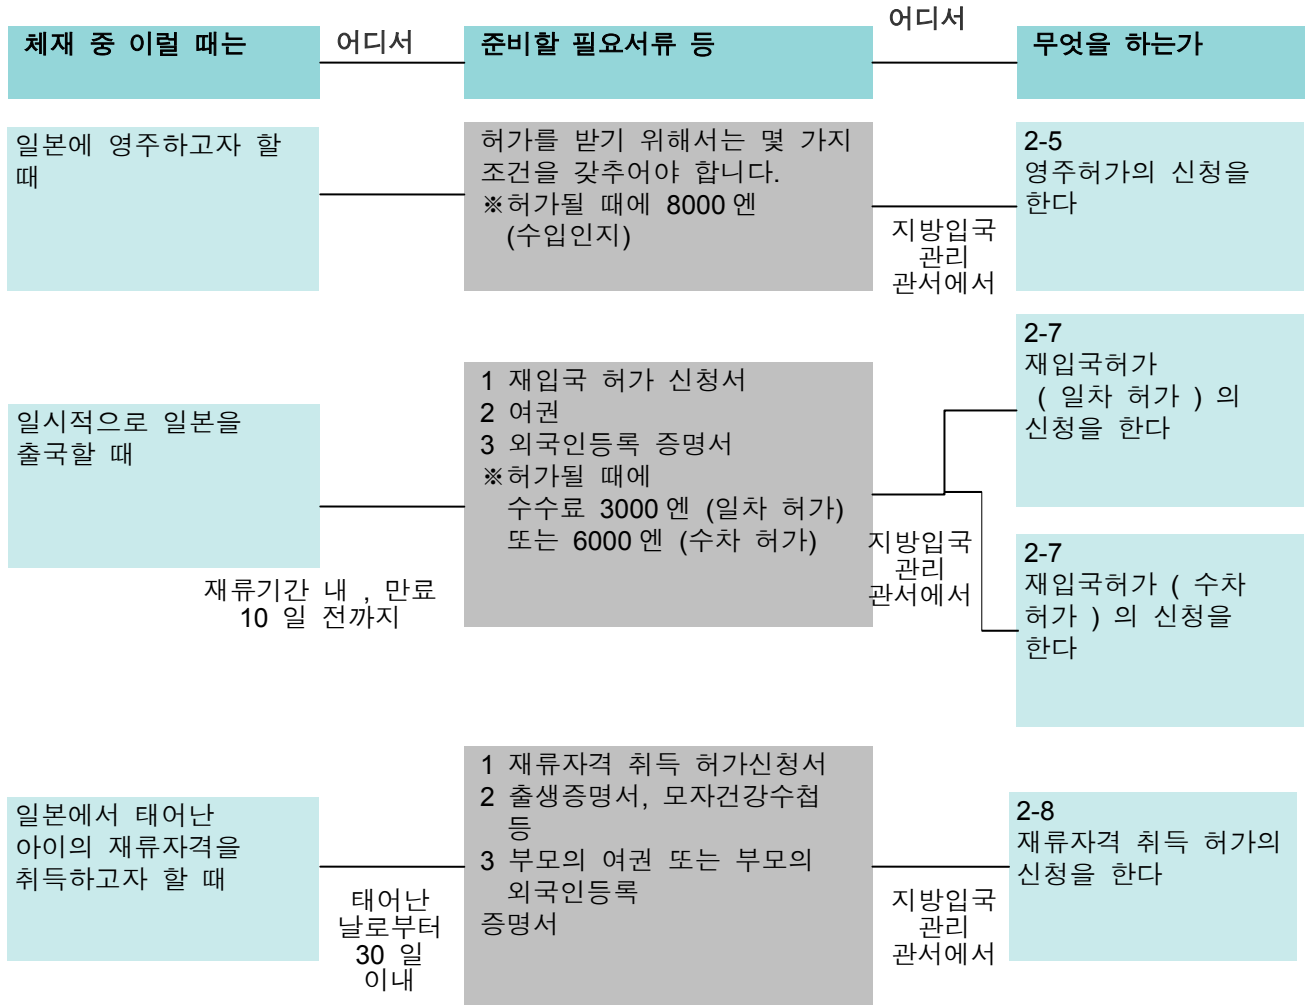 체재 중 이럴 때는
어디서
준비할 필요서류 등
어디서
무엇을 하는가
일본에 영주하고자 할
때
허가를 받기 위해서는 몇 가지
조건을 갖추어야 합니다.
※허가될 때에 8000엔
(수입인지)
지방입국
관리
관서에서
2-5
영주허가의 신청을
한다
일시적으로 일본을
출국할 때
재류기간 내 , 만료
10 일 전까지
1 재입국 허가 신청서
2 여권
3 외국인등록 증명서
※허가될 때에
수수료 3000엔 (일차 허가)
또는 6000엔 (수차 허가)
지방입국
관리
관서에서
2-7
재입국허가
( 일차 허가 ) 의
신청을 한다
2-7
재입국허가 ( 수차
허가 ) 의 신청을
한다
일본에서 태어난
아이의 재류자격을
취득하고자 할 때
태어난
날로부터
30 일
이내
1 재류자격 취득 허가신청서
2 출생증명서, 모자건강수첩
등
3 부모의 여권 또는 부모의
외국인등록
증명서
지방입국
관리
관서에서
2-8
재류자격 취득 허가의
신청을 한다